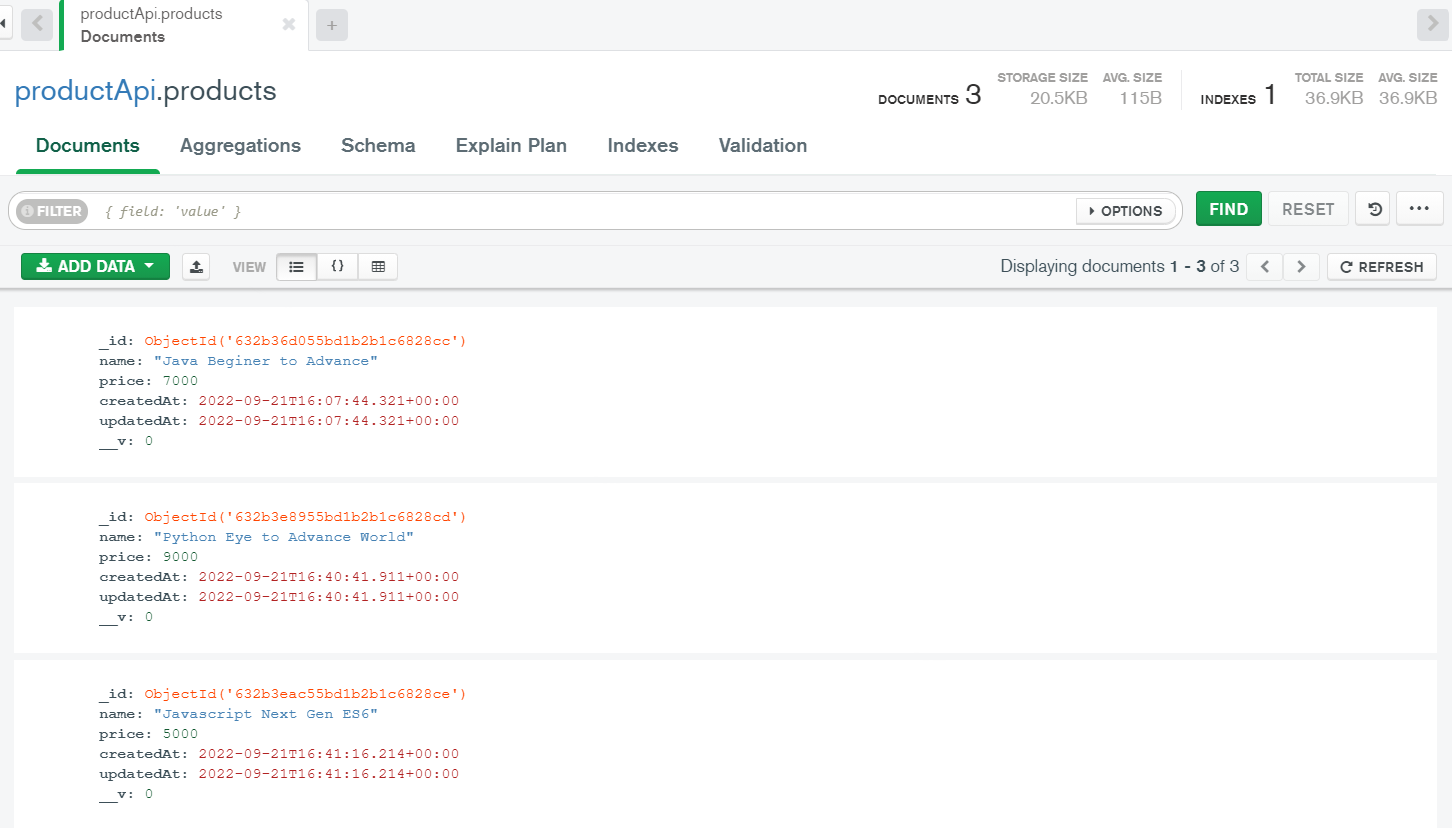 productApi.products
Documents
productApi.products
DOCUMENTS 3
STORAGE SIZE
20.5KB
AVG. SIZE
115B
INDEXES 1
TOTAL SIZE
36.9KB
AVG. SIZE
36.9KB
Documents Aggregations Schema Explain Plan Indexes Validation
FILTER { field: 'value' } OPTIONS FIND RESET
ADD DATA VIEW {} Displaying documents 1 - 3 of 3 REFRESH
_id: ObjectId('632b36d055bd1b2b1c6828cc')
name: "Java Beginer to Advance"
price: 7000
createdAt: 2022-09-21T16:07:44.321+00:00
updatedAt: 2022-09-21T16:07:44.321+00:00
__v: 0
_id: ObjectId('632b3e8955bd1b2b1c6828cd')
name: "Python Eye to Advance World"
price: 9000
createdAt: 2022-09-21T16:40:41.911+00:00
updatedAt: 2022-09-21T16:40:41.911+00:00
__v: 0
_id: ObjectId('632b3eac55bd1b2b1c6828ce')
name: "Javascript Next Gen ES6"
price: 5000
createdAt: 2022-09-21T16:41:16.214+00:00
updatedAt: 2022-09-21T16:41:16.214+00:00
__v: 0